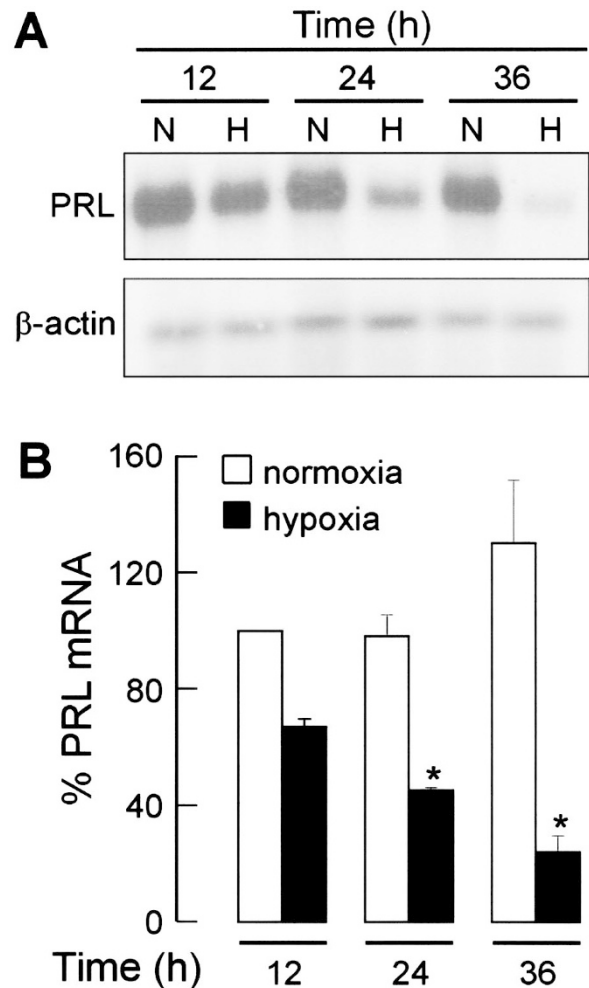 A
Time (h)
12 24 36
N H N H N H
PRL
β-actin
B
160
120
80
40
0
% PRL mRNA
normoxia
hypoxia
*
*
Time (h) 12 24 36